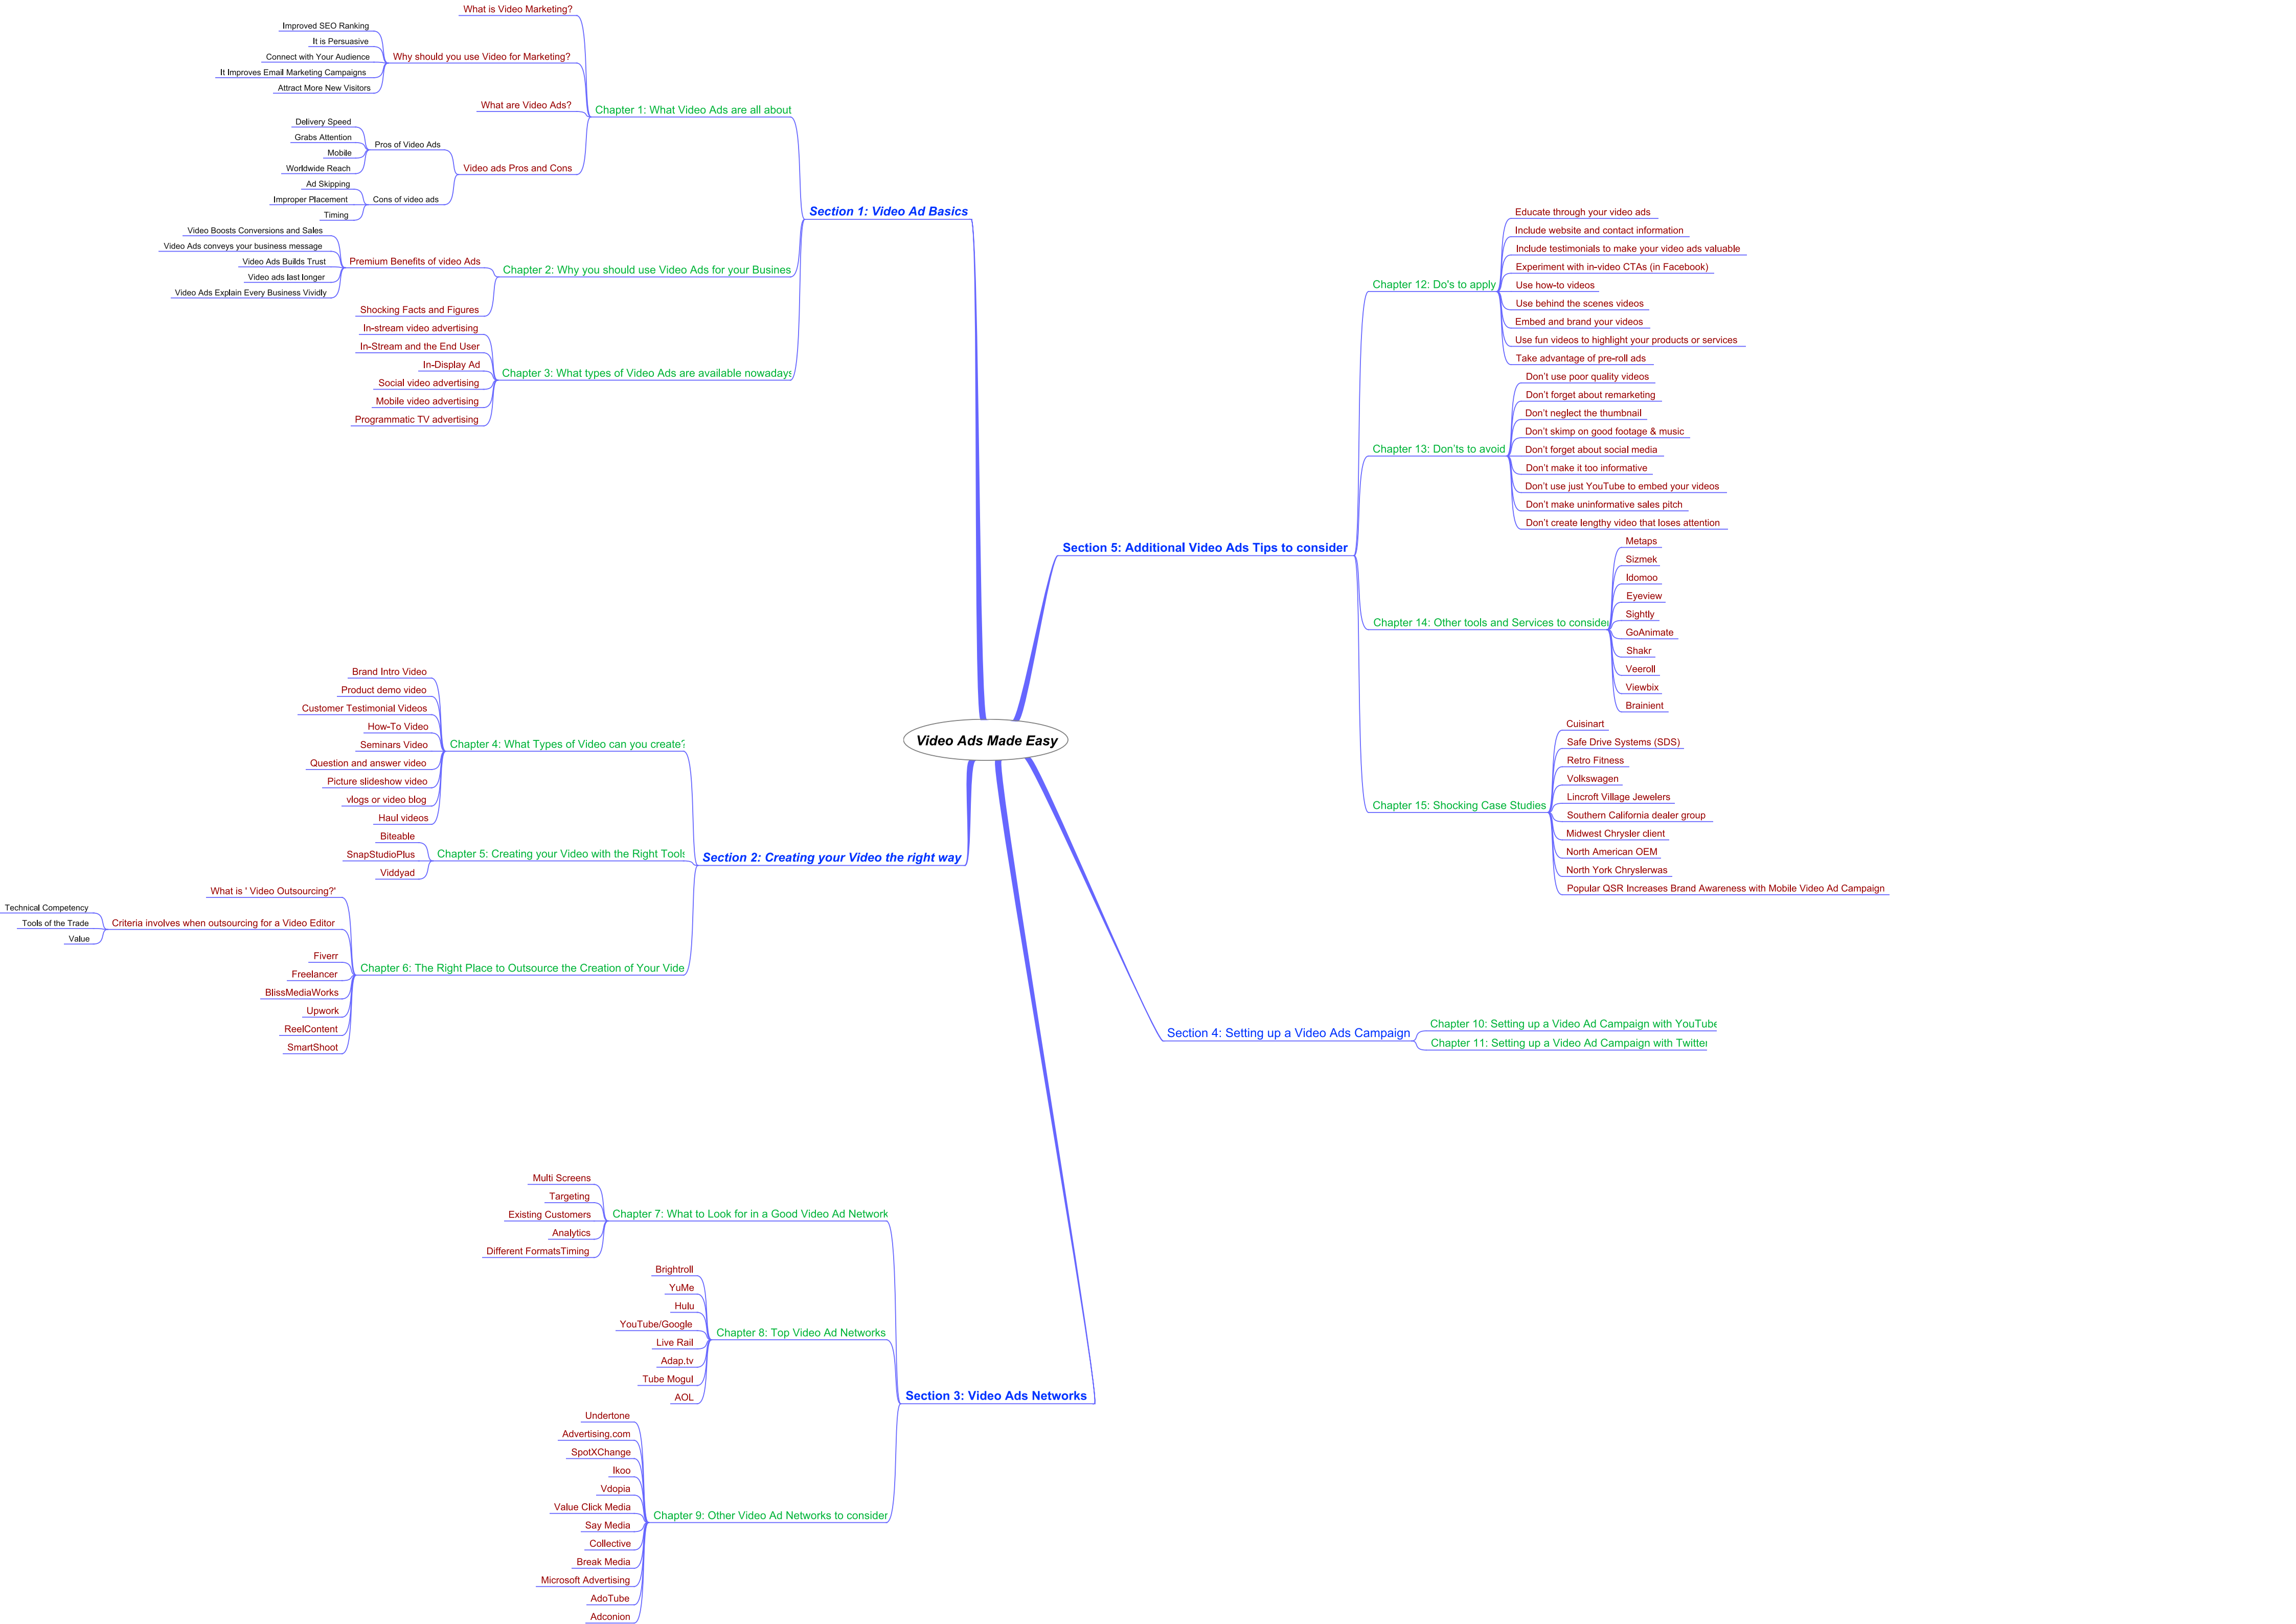 Video Ads Made Easy
Section 1: Video Ad Basics
Chapter 1: What Video Ads are all about
What is Video Marketing?
Why should you use Video for Marketing?
Improved SEO Ranking
It is Persuasive
Connect with Your Audience
It Improves Email Marketing Campaigns
Attract More New Visitors
What are Video Ads?
Video ads Pros and Cons
Pros of Video Ads
Delivery Speed
Grabs Attention
Mobile
Worldwide Reach
Cons of video ads
Ad Skipping
Improper Placement
Timing
Chapter 2: Why you should use Video Ads for your Busines
Premium Benefits of video Ads
Video Boosts Conversions and Sales
Video Ads conveys your business message
Video Ads Builds Trust
Video ads last longer
Video Ads Explain Every Business Vividly
Shocking Facts and Figures
Chapter 3: What types of Video Ads are available nowadays
In-stream video advertising
In-Stream and the End User
In-Display Ad
Social video advertising
Mobile video advertising
Programmatic TV advertising
Section 2: Creating your Video the right way
Chapter 4: What Types of Video can you create?
Brand Intro Video
Product demo video
Customer Testimonial Videos
How-To Video
Seminars Video
Question and answer video
Picture slideshow video
vlogs or video blog
Haul videos
Chapter 5: Creating your Video with the Right Tools
Biteable
SnapStudioPlus
Viddyad
Chapter 6: The Right Place to Outsource the Creation of Your Vide
What is ' Video Outsourcing?'
Criteria involves when outsourcing for a Video Editor
Technical Competency
Tools of the Trade
Value
Fiverr
Freelancer
BlissMediaWorks
Upwork
ReelContent
SmartShoot
Section 3: Video Ads Networks
Chapter 7: What to Look for in a Good Video Ad Network
Multi Screens
Targeting
Existing Customers
Analytics
Different FormatsTiming
Chapter 8: Top Video Ad Networks
Brightroll
YuMe
Hulu
YouTube/Google
Live Rail
Adap.tv
Tube Mogul
AOL
Chapter 9: Other Video Ad Networks to consider
Undertone
Advertising.com
SpotXChange
Ikoo
Vdopia
Value Click Media
Say Media
Collective
Break Media
Microsoft Advertising
AdoTube
Adconion
Section 4: Setting up a Video Ads Campaign
Chapter 10: Setting up a Video Ad Campaign with YouTube
Chapter 11: Setting up a Video Ad Campaign with Twitter
Section 5: Additional Video Ads Tips to consider
Chapter 12: Do's to apply
Educate through your video ads
Include website and contact information
Include testimonials to make your video ads valuable
Experiment with in-video CTAs (in Facebook)
Use how-to videos
Use behind the scenes videos
Embed and brand your videos
Use fun videos to highlight your products or services
Take advantage of pre-roll ads
Chapter 13: Don'ts to avoid
Don't use poor quality videos
Don't forget about remarketing
Don't neglect the thumbnail
Don't skimp on good footage & music
Don't forget about social media
Don't make it too informative
Don't use just YouTube to embed your videos
Don't make uninformative sales pitch
Don't create lengthy video that loses attention
Chapter 14: Other tools and Services to consider
Metaps
Sizmek
Idomoo
Eyeview
Sightly
GoAnimate
Shakr
Veeroll
Viewbix
Brainient
Chapter 15: Shocking Case Studies
Cuisinart
Safe Drive Systems (SDS)
Retro Fitness
Volkswagen
Lincroft Village Jewelers
Southern California dealer group
Midwest Chrysler client
North American OEM
North York Chryslerwas
Popular QSR Increases Brand Awareness with Mobile Video Ad Campaign